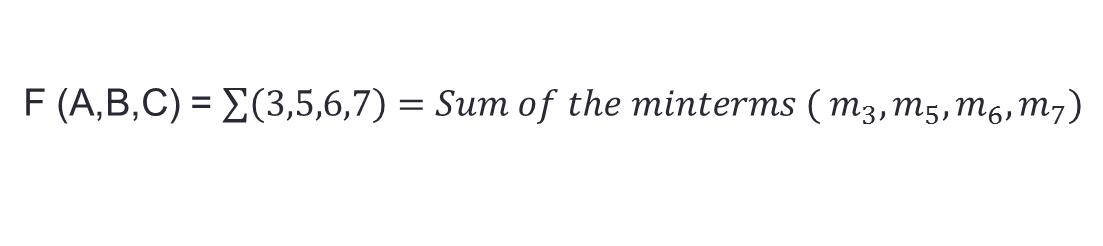 F (A,B,C) = ∑(3,5,6,7) = Sum of the minterms ( m₃, m₅, m₆, m₇)